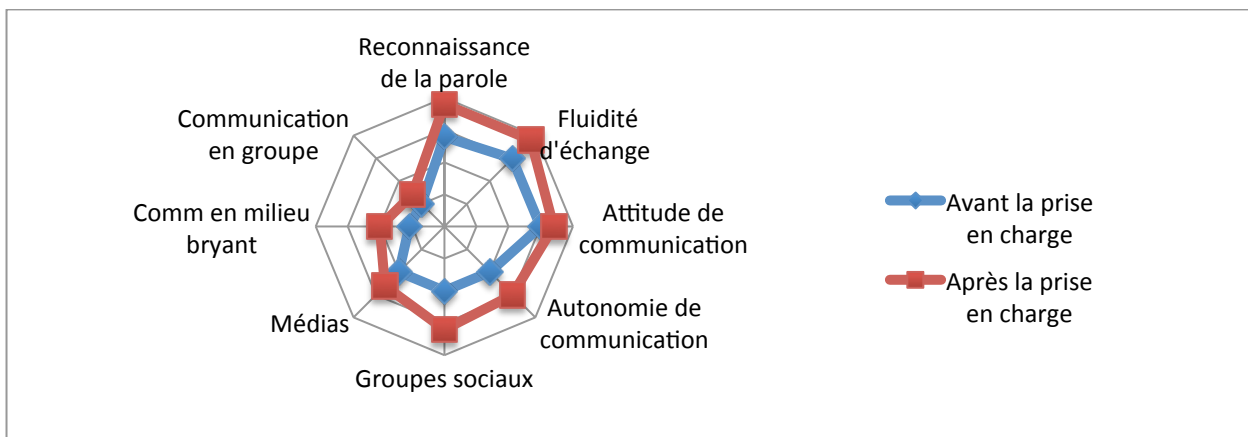 Reconnaissance
de la parole
Fluidité
d'échange
Attitude de
communication
Autonomie de
communication
Groupes sociaux
Médias
Comm en milieu
bryant
Communication
en groupe
Avant la prise
en charge
Après la prise
en charge